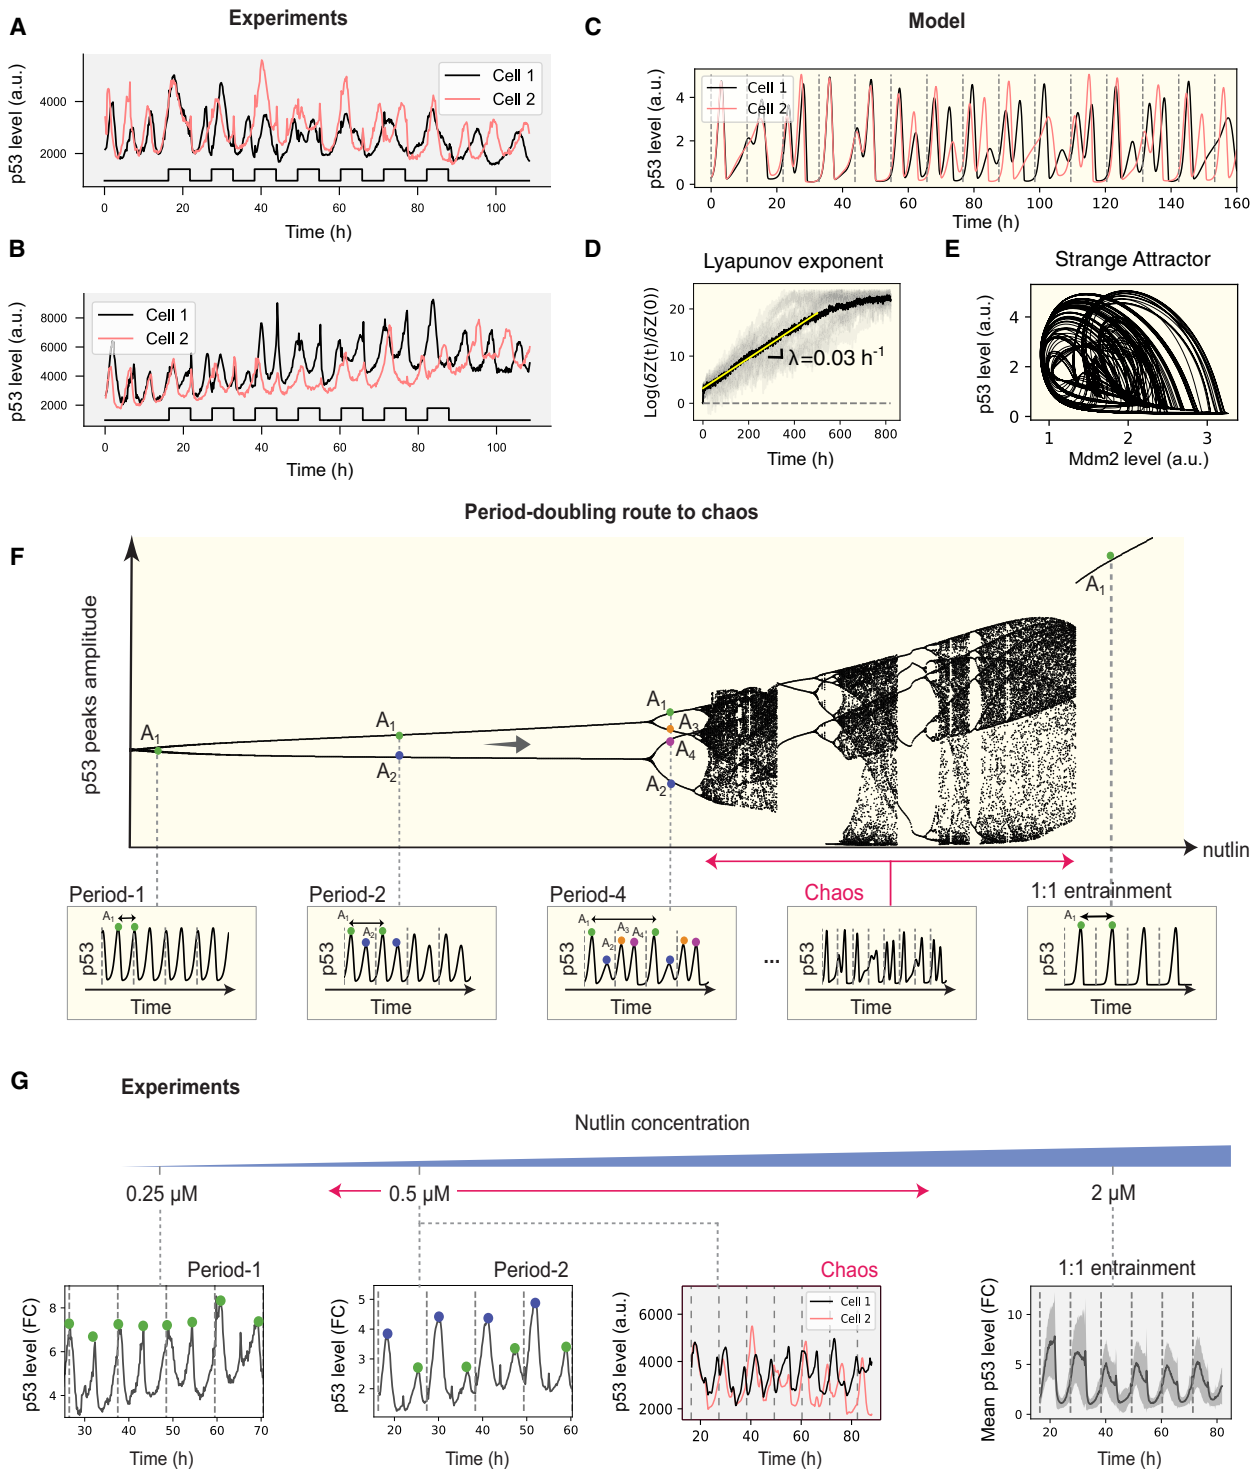 A
Experiments
p53 level (a.u.)
4000
2000
Cell 1
Cell 2
0 20 40 60 80 100
Time (h)
B
p53 level (a.u.)
8000
6000
4000
2000
Cell 1
Cell 2
0 20 40 60 80 100
Time (h)
C
Model
p53 level (a.u.)
4
2
0
Cell 1
Cell 2
0 20 40 60 80 100 120 140 160
Time (h)
D
Lyapunov exponent
Log(δZ(t)/δZ(0))
20
10
0
λ=0.03 h-1
0 200 400 600 800
Time (h)
E
Strange Attractor
p53 level (a.u.)
4
2
0
1 2 3
Mdm2 level (a.u.)
Period-doubling route to chaos
F
p53 peaks amplitude
A1
A1
A2
A1
A3
A4
A2
A1
nutlin
Period-1
A1
p53
Time
Period-2
A1
A2
p53
Time
Period-4
A1
A2
A3
A4
p53
Time
...
Chaos
p53
Time
1:1 entrainment
A1
p53
Time
G
Experiments
Nutlin concentration
0.25 µM
0.5 µM
2 µM
Period-1
p53 level (FC)
8
6
4
30 40 50 60 70
Time (h)
Period-2
p53 level (FC)
5
4
3
2
20 30 40 50 60
Time (h)
Chaos
p53 level (a.u.)
6000
4000
2000
Cell 1
Cell 2
20 40 60 80
Time (h)
1:1 entrainment
Mean p53 level (FC)
10
5
0
20 40 60 80
Time (h)